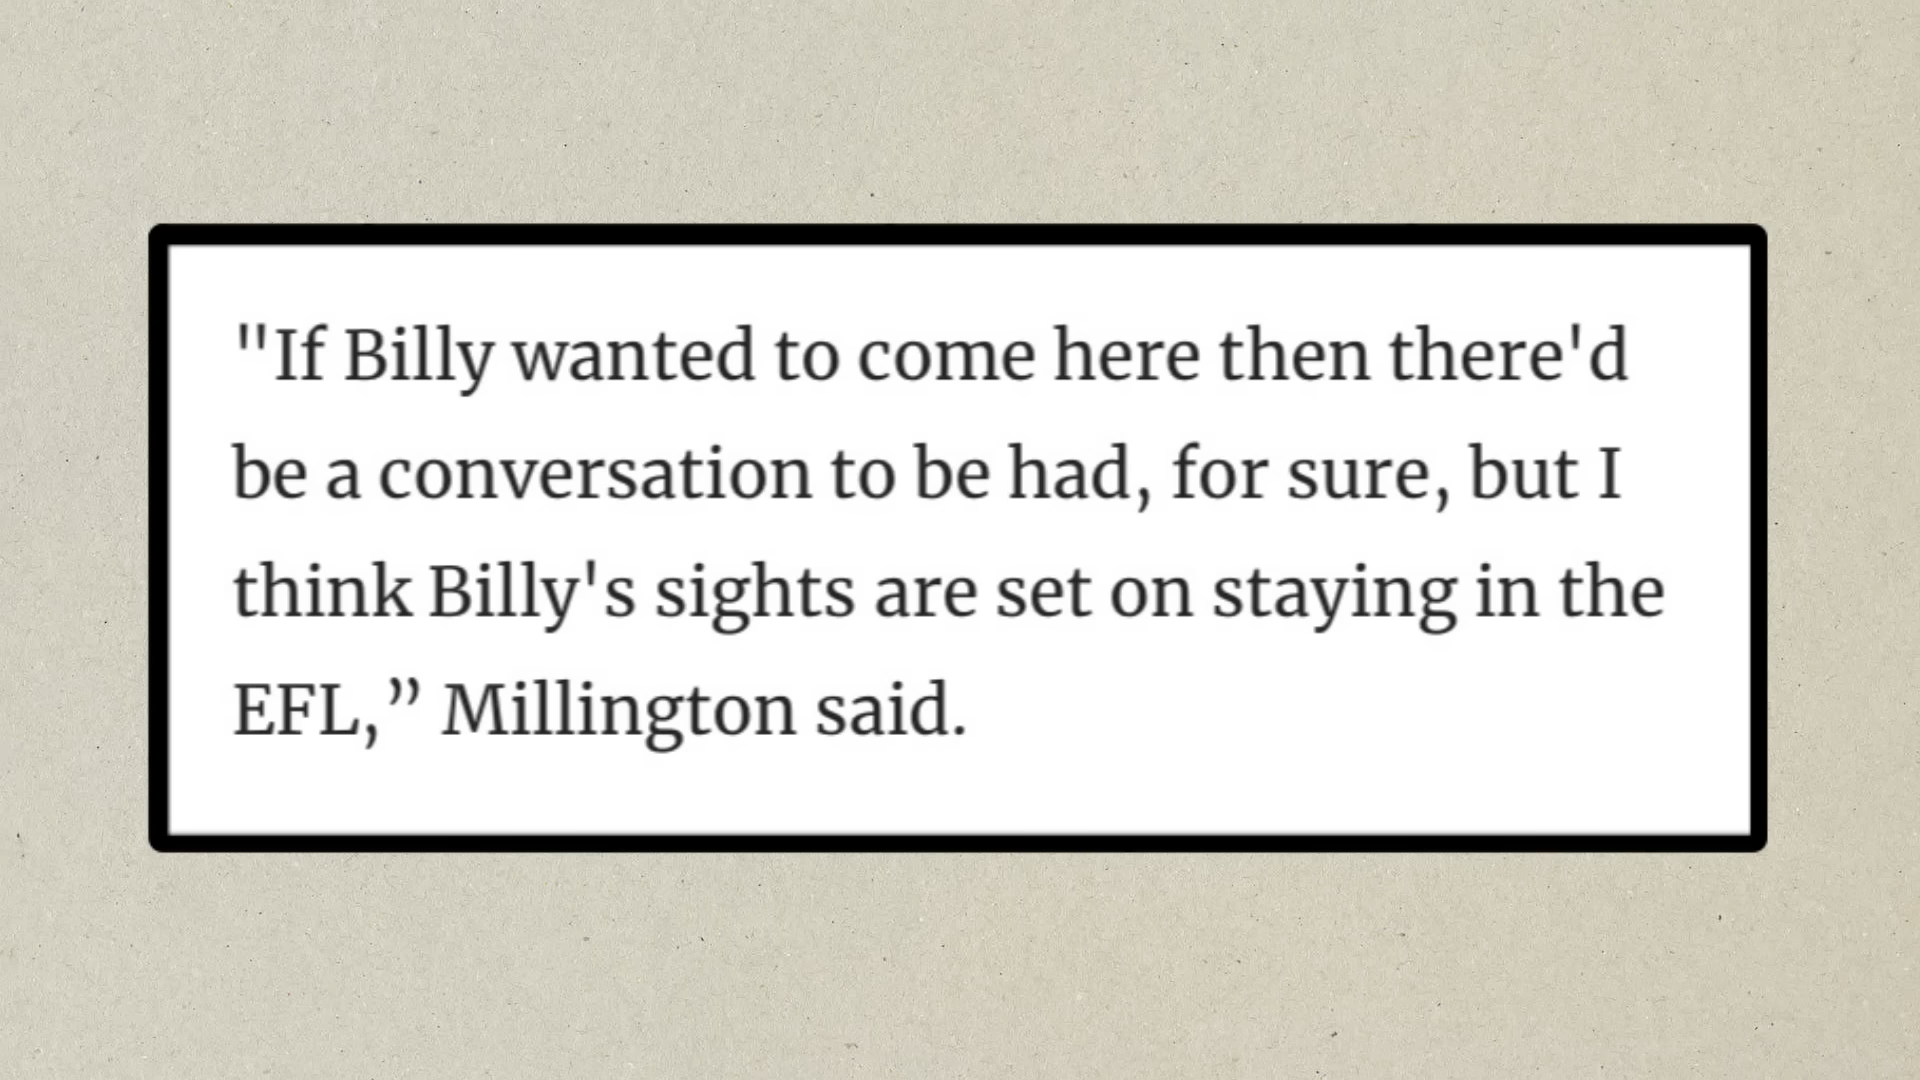 "If Billy wanted to come here then there'd
be a conversation to be had, for sure, but I
think Billy's sights are set on staying in the
EFL,” Millington said.